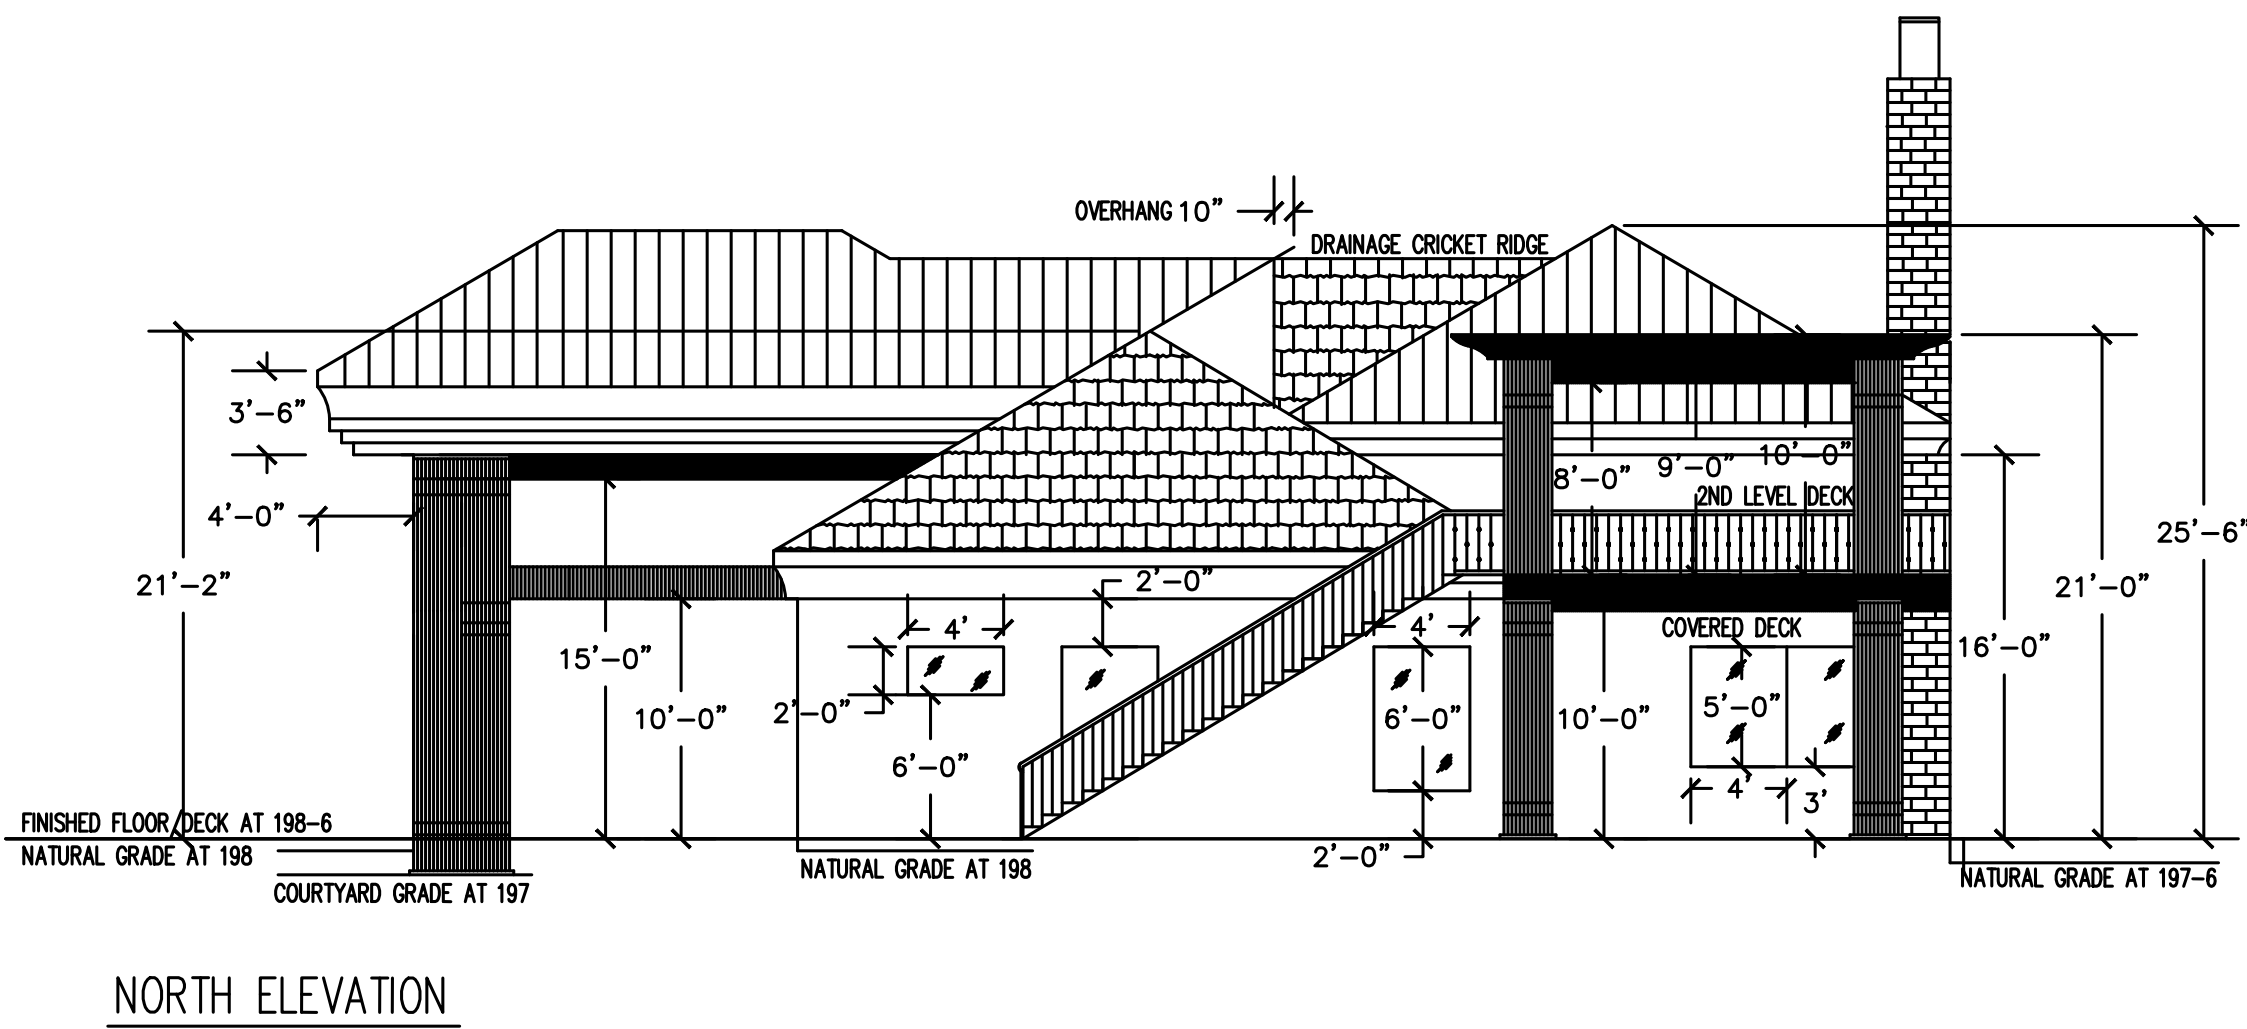 OVERHANG 10"
DRAINAGE CRICKET RIDGE
3'-6"
4'-0"
21'-2"
8'-0"
9'-0"
10'-0"
2ND LEVEL DECK
25'-6"
21'-0"
2'-0"
4'
4'
COVERED DECK
16'-0"
15'-0"
10'-0"
2'-0"
6'-0"
10'-0"
5'-0"
6'-0"
4'
3'
FINISHED FLOOR/DECK AT 198-6
NATURAL GRADE AT 198
2'-0"
NATURAL GRADE AT 198
NATURAL GRADE AT 197-6
COURTYARD GRADE AT 197
NORTH ELEVATION